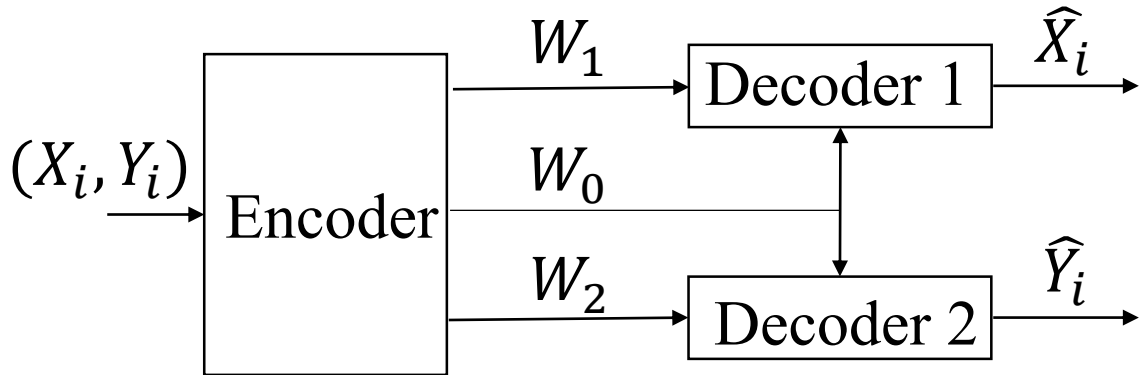 W₁
Decoder 1
X̂ᵢ
(Xᵢ, Yᵢ)
Encoder
W₀
W₂
Decoder 2
Ŷᵢ